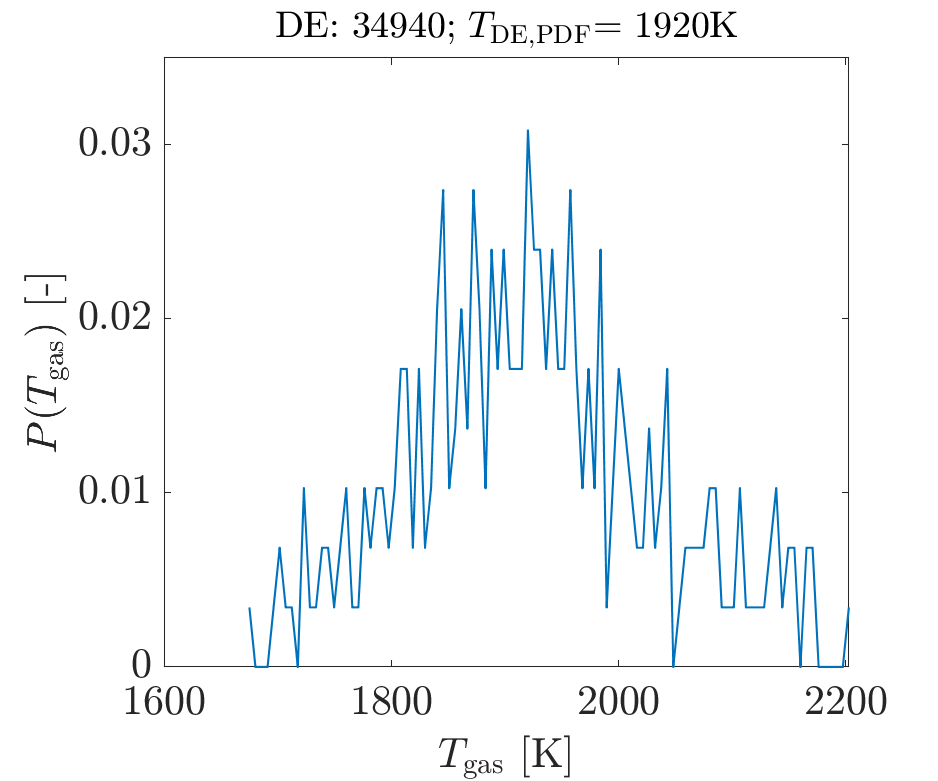 DE: 34940; T_DE,PDF= 1920K
P(T_gas) [-]
0.03
0.02
0.01
0
1600 1800 2000 2200
T_gas [K]